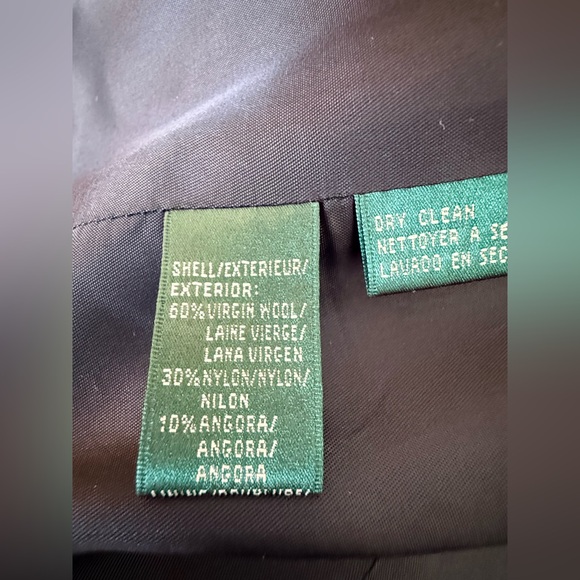 SHELL/EXTERIEUR/
EXTERIOR:
60% VIRGIN WOOL/
LAINE VIERGE/
LANA VIRGEN
30% NYLON/NYLON/
NILON
10% ANGORA/
ANGORA/
ANGORA
DRY CLEAN
NETTOYER A SE
LAVADO EN SEC